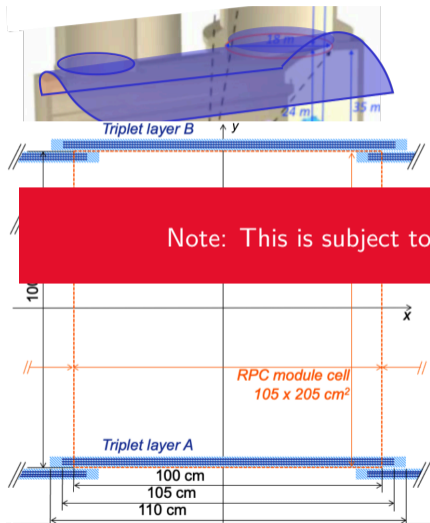 18 m
24 m
35 m
Triplet layer B
y
Note: This is subject to
x
RPC module cell
105 x 205 cm²
Triplet layer A
100 cm
105 cm
110 cm